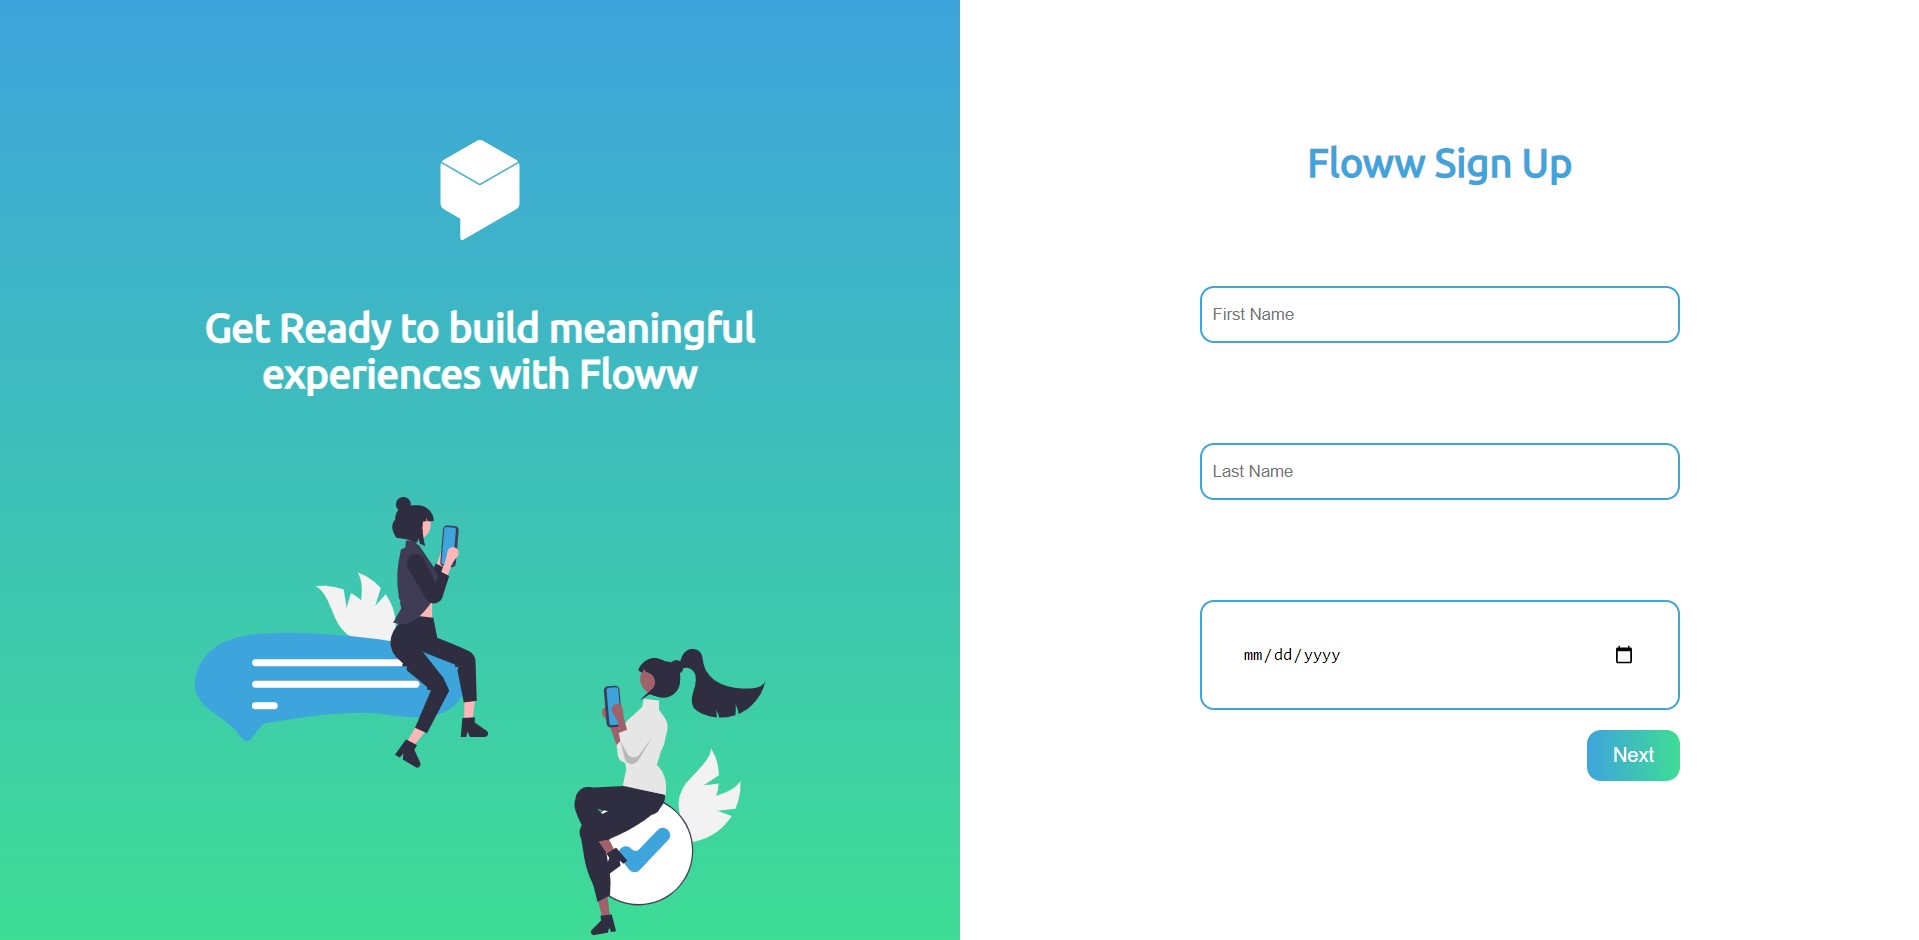 Get Ready to build meaningful
experiences with Floww
Floww Sign Up
First Name
Last Name
mm/dd/yyyy
Next